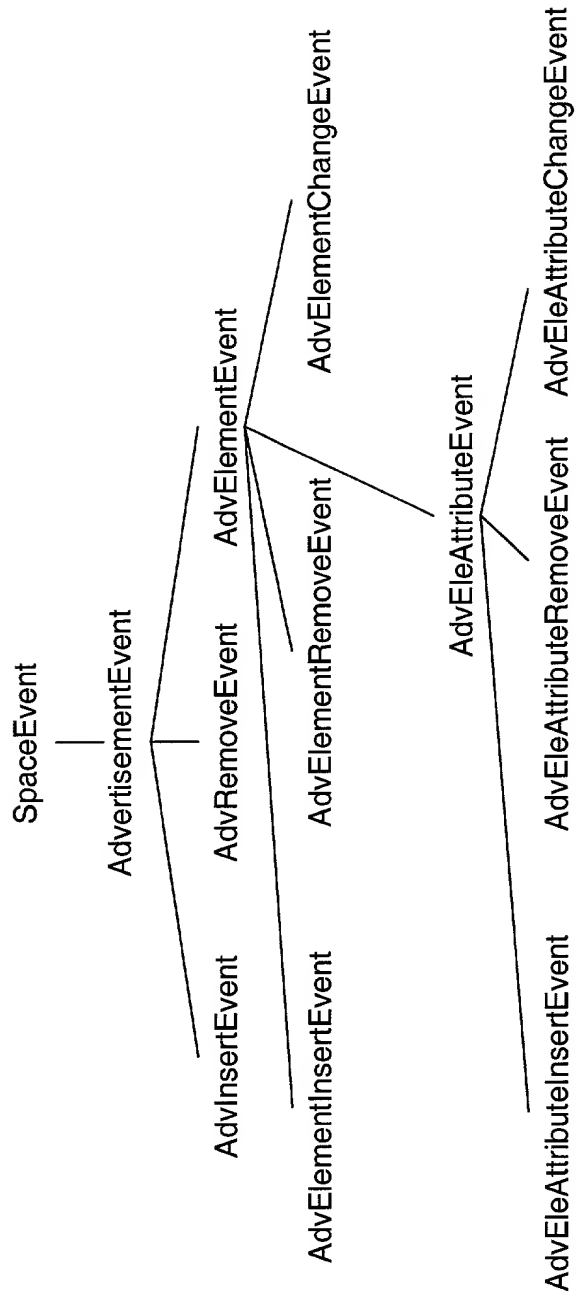 SpaceEvent
AdvertisementEvent
AdvInsertEvent
AdvRemoveEvent
AdvElementEvent
AdvElementInsertEvent
AdvElementRemoveEvent
AdvElementChangeEvent
AdvEleAttributeEvent
AdvEleAttributeInsertEvent
AdvEleAttributeRemoveEvent
AdvEleAttributeChangeEvent